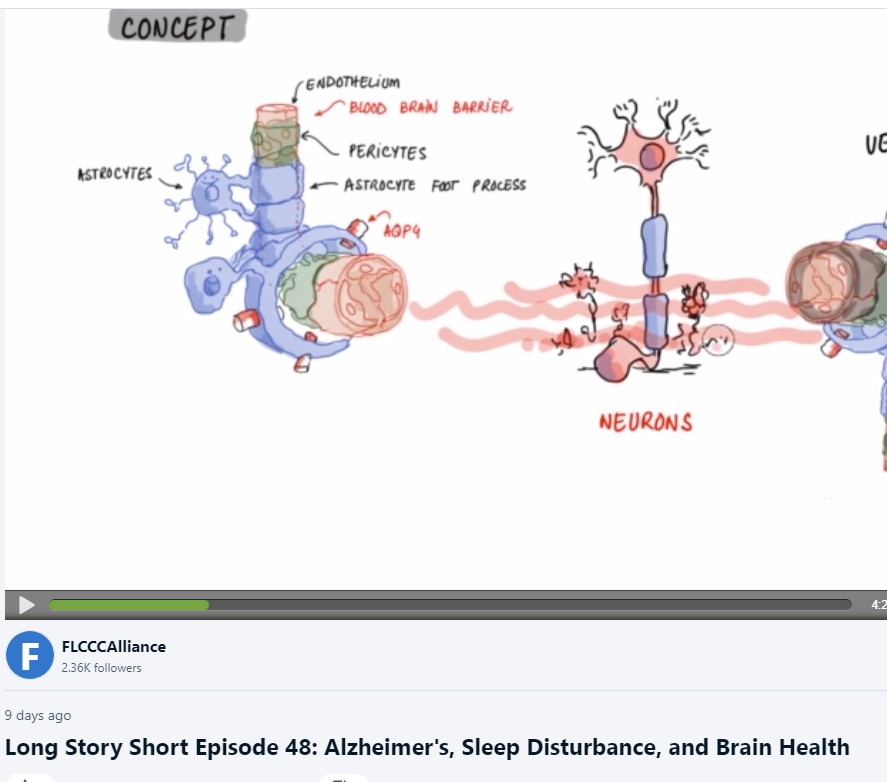 CONCEPT
ENDOTHELIUM
BLOOD BRAIN BARRIER
VE
PERICYTES
ASTROCYTES
ASTROCYTE FOOT PROCESS
AQP4
NEURONS
4:2
F
FLCCCAlliance
2.36K followers
9 days ago
Long Story Short Episode 48: Alzheimer's, Sleep Disturbance, and Brain Health